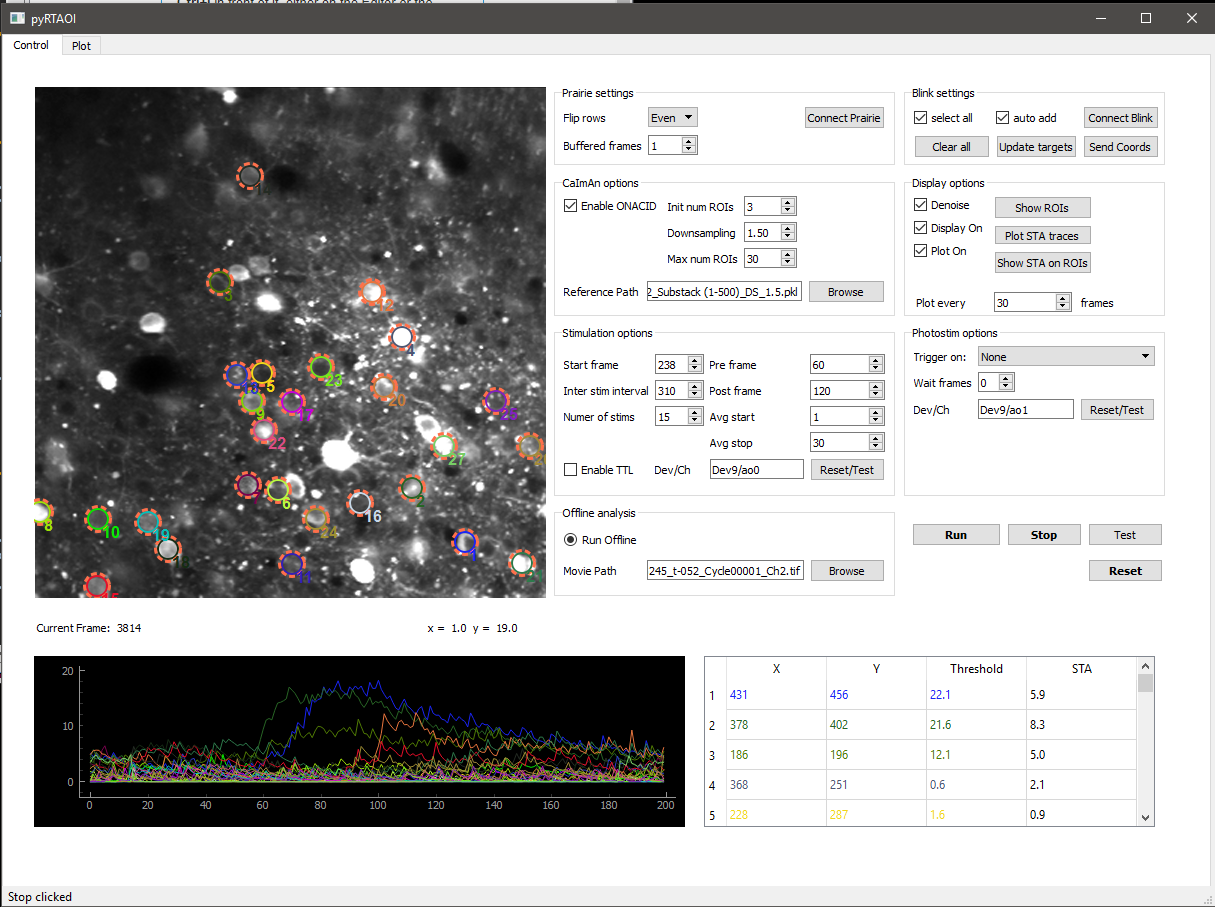 pyRTAOI
Control Plot
Prairie settings
Flip rows Even Connect Prairie
Buffered frames 1
Blink settings
select all auto add Connect Blink
Clear all Update targets Send Coords
CaImAn options
Enable ONACID Init num ROIs 3
Downsampling 1.50
Max num ROIs 30
Reference Path 2_Substack (1-500)_DS_1.5.pkl Browse
Display options
Denoise Show ROIs
Display On Plot STA traces
Plot On Show STA on ROIs
Plot every 30 frames
Stimulation options
Start frame 238 Pre frame 60
Inter stim interval 310 Post frame 120
Numer of stims 15 Avg start 1
Avg stop 30
Enable TTL Dev/Ch Dev9/ao0 Reset/Test
Photostim options
Trigger on: None
Wait frames 0
Dev/Ch Dev9/ao1 Reset/Test
Offline analysis
Run Offline
Movie Path 245_t-052_Cycle00001_Ch2.tif Browse
Run Stop Test
Reset
3
12
4
5
23
9
17
20
22
27
6
2
16
8
10
19
24
1
11
Current Frame: 3814 x = 1.0 y = 19.0
20
10
0
0 20 40 60 80 100 120 140 160 180 200
X Y Threshold STA
1 431 456 22.1 5.9
2 378 402 21.6 8.3
3 186 196 12.1 5.0
4 368 251 0.6 2.1
5 228 287 1.6 0.9
Stop clicked